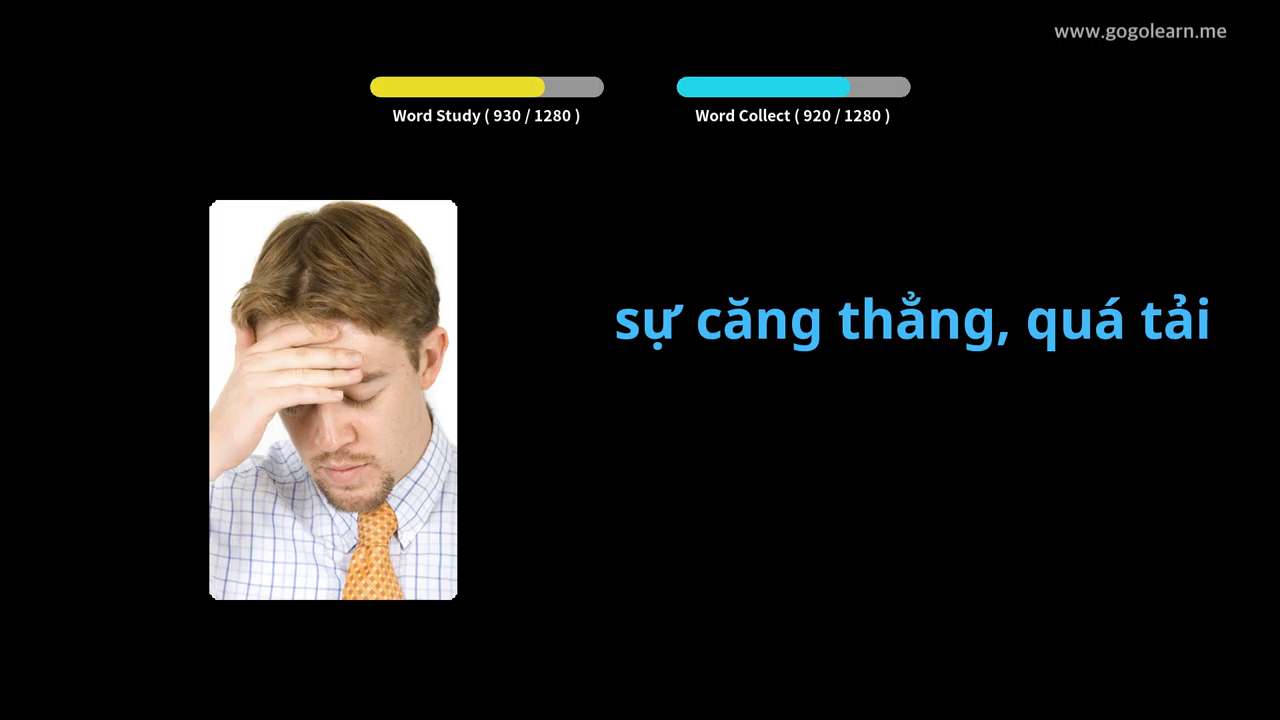 www.gogolearn.me
Word Study ( 930 / 1280 )
Word Collect ( 920 / 1280 )
sự căng thẳng, quá tải